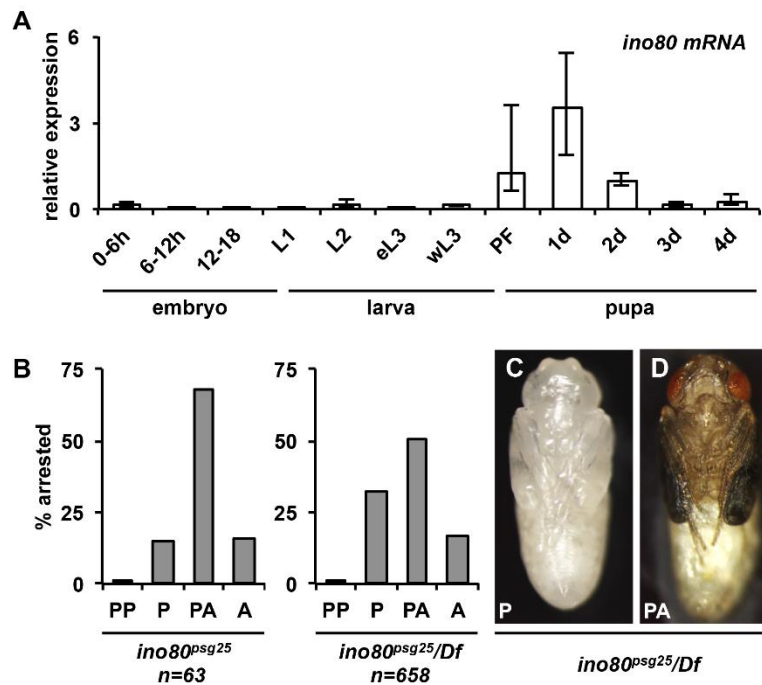 A
ino80 mRNA
relative expression
6
3
0
0-6h 6-12h 12-18 L1 L2 eL3 wL3 PF 1d 2d 3d 4d
embryo larva pupa
B
% arrested
75
50
25
0
PP P PA A
ino80psg25
n=63
75
50
25
0
PP P PA A
ino80psg25/Df
n=658
C
P
D
PA
ino80psg25/Df